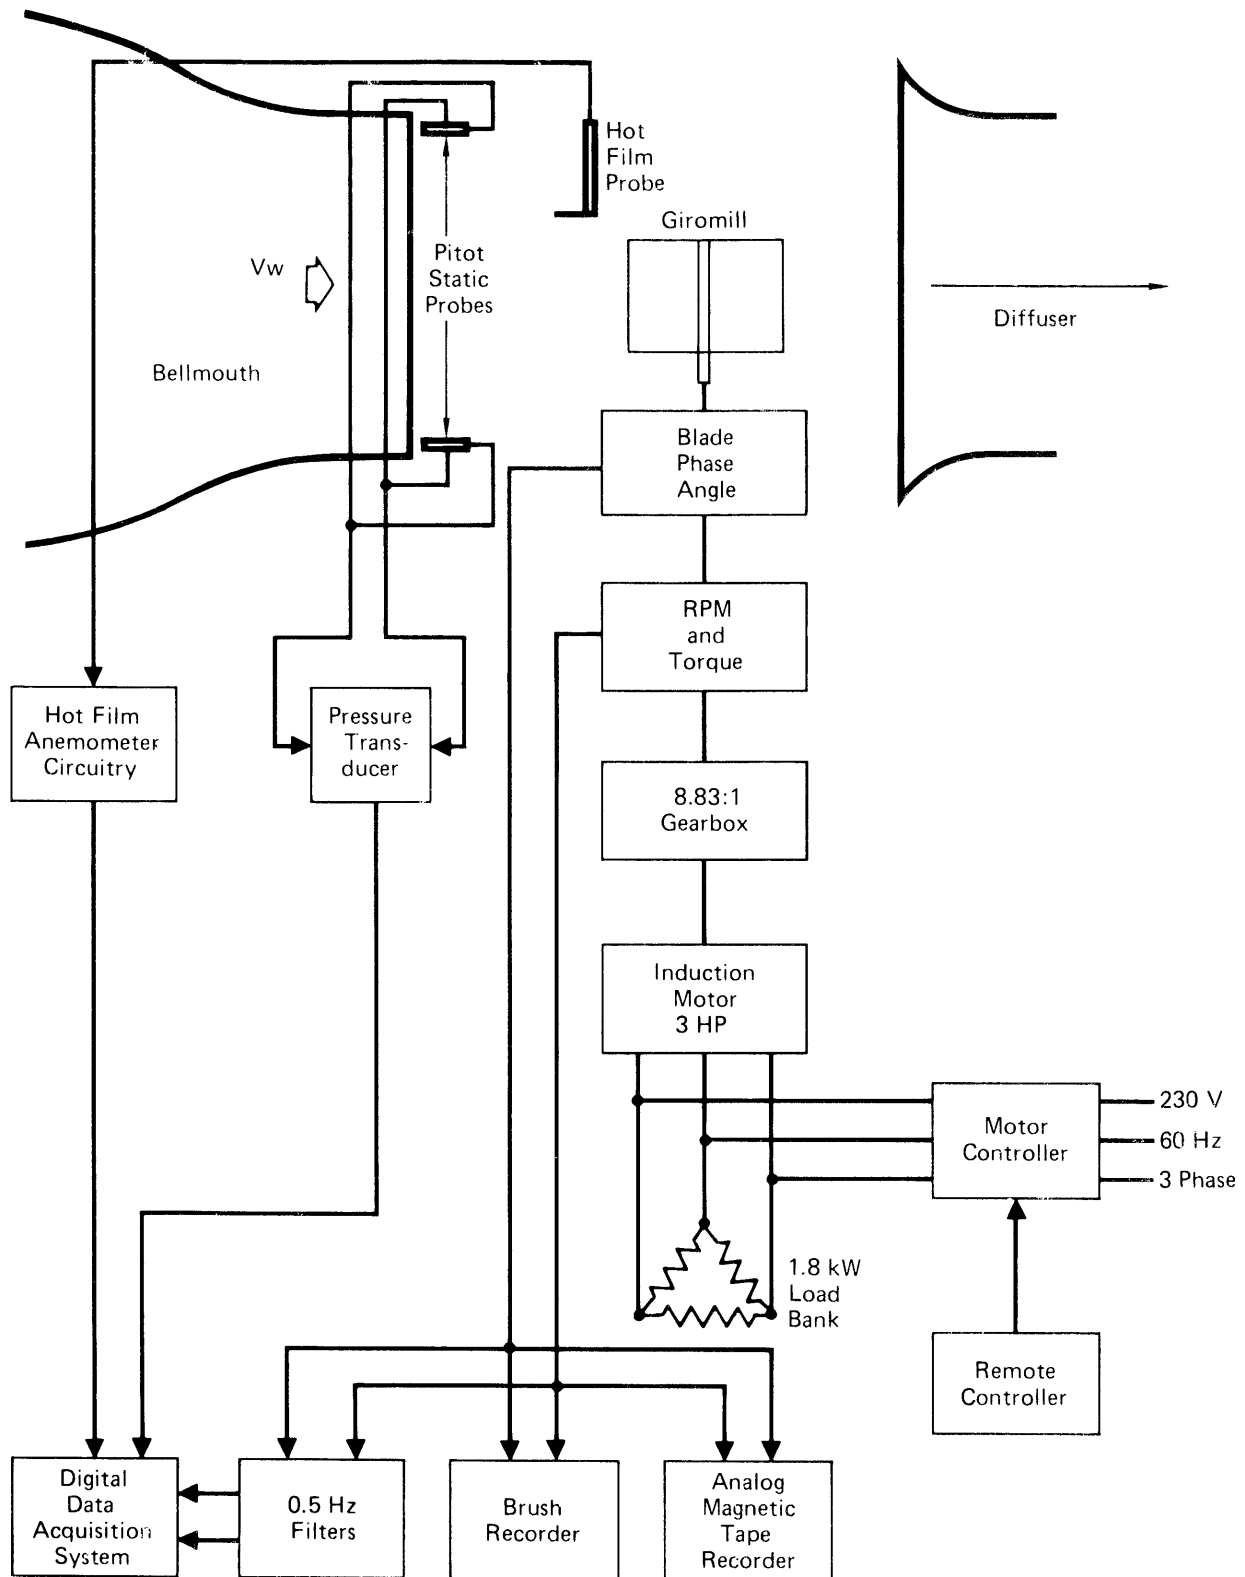 Hot
Film
Probe
Giromill
Vw
Pitot
Static
Probes
Bellmouth
Diffuser
Blade
Phase
Angle
RPM
and
Torque
Hot Film
Anemometer
Circuitry
Pressure
Trans-
ducer
8.83:1
Gearbox
Induction
Motor
3 HP
Motor
Controller
230 V
60 Hz
3 Phase
1.8 kW
Load
Bank
Remote
Controller
Digital
Data
Acquisition
System
0.5 Hz
Filters
Brush
Recorder
Analog
Magnetic
Tape
Recorder